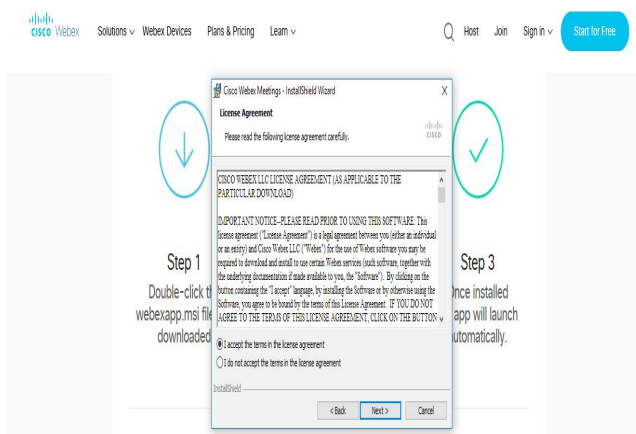 CISCO Webex Solutions Webex Devices Plans & Pricing Learn Host Join Sign in Start for Free
Cisco Webex Meetings - InstallShield Wizard X
License Agreement
Please read the following license agreement carefully.
CISCO
CISCO WEBEX LLC LICENSE AGREEMENT (AS APPLICABLE TO THE
PARTICULAR DOWNLOAD)
IMPORTANT NOTICE--PLEASE READ PRIOR TO USING THIS SOFTWARE: This
license agreement ("License Agreement") is a legal agreement between you (either an individual
or an entity) and Cisco Webex LLC ("Webex") for the use of Webex software you may be
required to download and install to use certain Webex services (such software, together with
the underlying documentation if made available to you, the "Software"). By clicking on the
button containing the "I accept" language, by installing the Software or by otherwise using the
Software, you agree to be bound by the terms of this License Agreement. IF YOU DO NOT
AGREE TO THE TERMS OF THIS LICENSE AGREEMENT, CLICK ON THE BUTTON
I accept the terms in the license agreement
I do not accept the terms in the license agreement
InstallShield
< Back Next > Cancel
Step 1
Double-click t
webexapp.msi file
downloaded
Step 3
Once installed
app will launch
automatically.